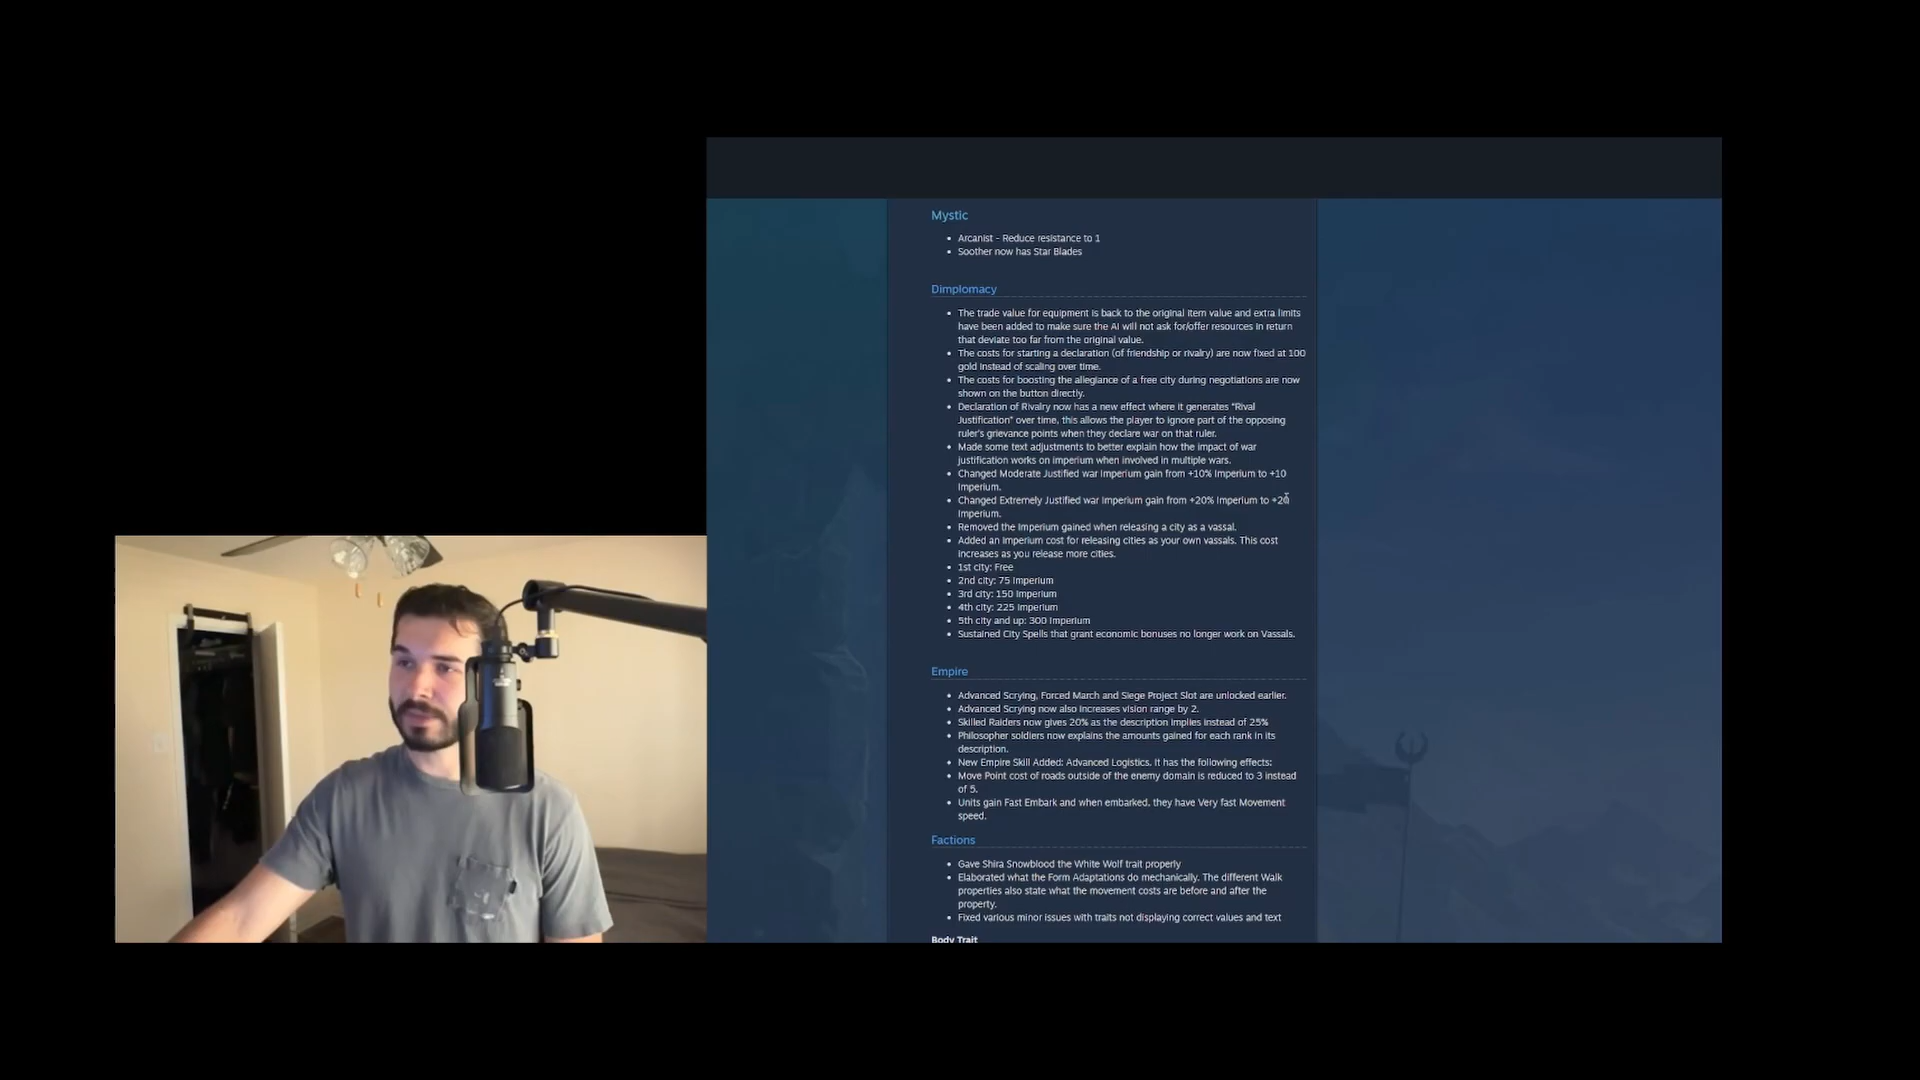 Mystic
Arcanist - Reduce resistance to 1
Soother now has Star Blades
Dimplomacy
The trade value for equipment is back to the original item value and extra limits
have been added to make sure the AI will not ask for/offer resources in return
that deviate too far from the original value.
The costs for starting a declaration (of friendship or rivalry) are now fixed at 100
gold instead of scaling over time.
The costs for boosting the allegiance of a free city during negotiations are now
shown on the button directly.
Declaration of Rivalry now has a new effect where it generates "Rival
Justification" over time, this allows the player to ignore part of the opposing
ruler's grievance points when they declare war on that ruler.
Made some text adjustments to better explain how the impact of war
justification works on imperium when involved in multiple wars.
Changed Moderate Justified war Imperium gain from +10% Imperium to +10
Imperium.
Changed Extremely Justified war Imperium gain from +20% Imperium to +20
Imperium.
Removed the Imperium gained when releasing a city as a vassal.
Added an Imperium cost for releasing cities as your own vassals. This cost
increases as you release more cities.
1st city: Free
2nd city: 75 Imperium
3rd city: 150 Imperium
4th city: 225 Imperium
5th city and up: 300 Imperium
Sustained City Spells that grant economic bonuses no longer work on Vassals.
Empire
Advanced Scrying, Forced March and Siege Project Slot are unlocked earlier.
Advanced Scrying now also increases vision range by 2.
Skilled Raiders now gives 20% as the description implies instead of 25%
Philosopher soldiers now explains the amounts gained for each rank in its
description.
New Empire Skill Added: Advanced Logistics. It has the following effects:
Move Point cost of roads outside of the enemy domain is reduced to 3 instead
of 5.
Units gain Fast Embark and when embarked, they have Very fast Movement
speed.
Factions
Gave Shira Snowblood the White Wolf trait properly
Elaborated what the Form Adaptations do mechanically. The different Walk
properties also state what the movement costs are before and after the
property.
Fixed various minor issues with traits not displaying correct values and text
Body Trait